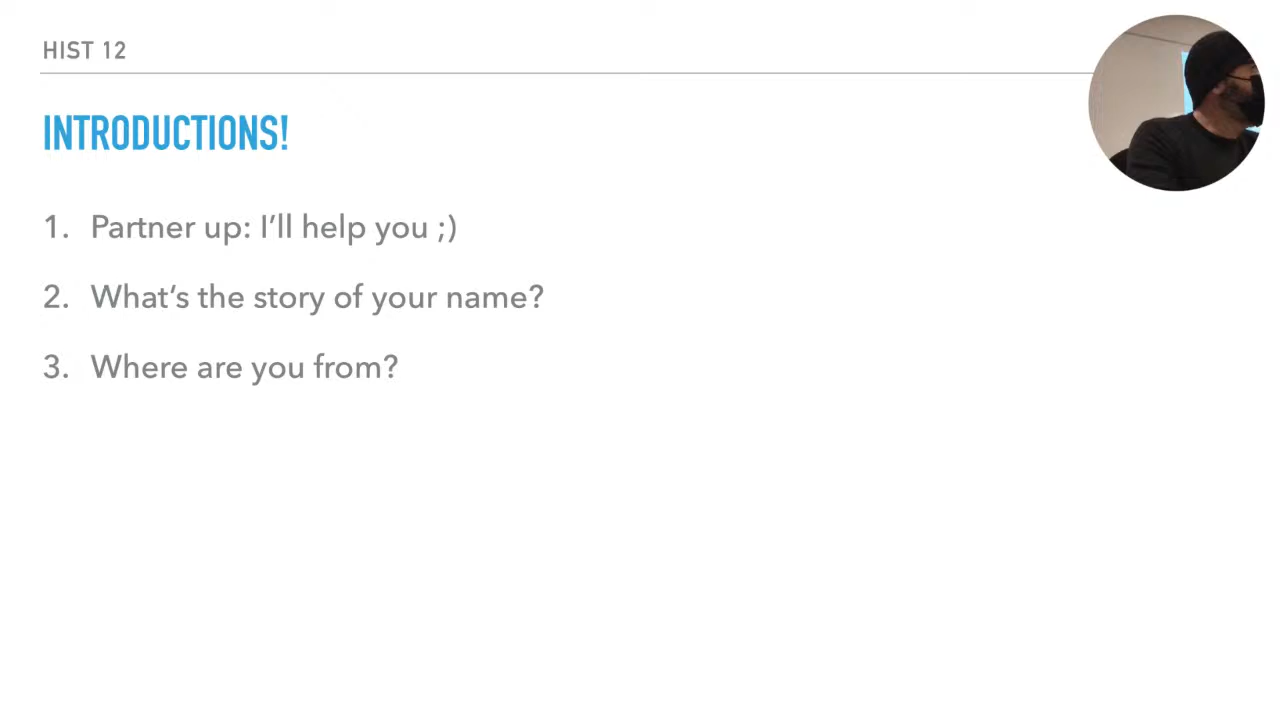 HIST 12
INTRODUCTIONS!
1. Partner up: I’ll help you ;)
2. What‘s the story of your name?
3. Where are you from?